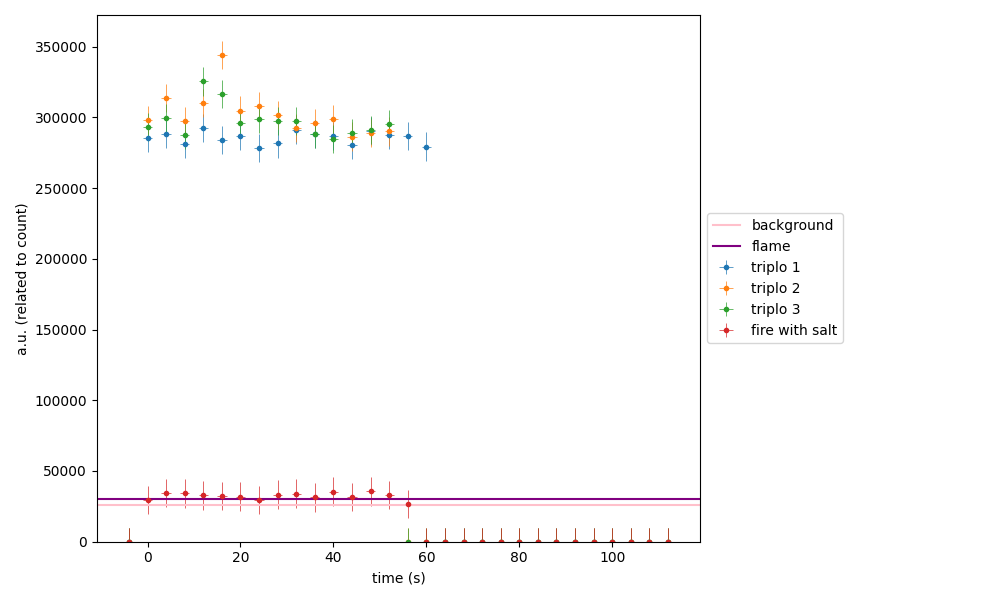 350000
300000
250000
200000
150000
100000
50000
0
a.u. (related to count)
0 20 40 60 80 100
time (s)
background
flame
triplo 1
triplo 2
triplo 3
fire with salt